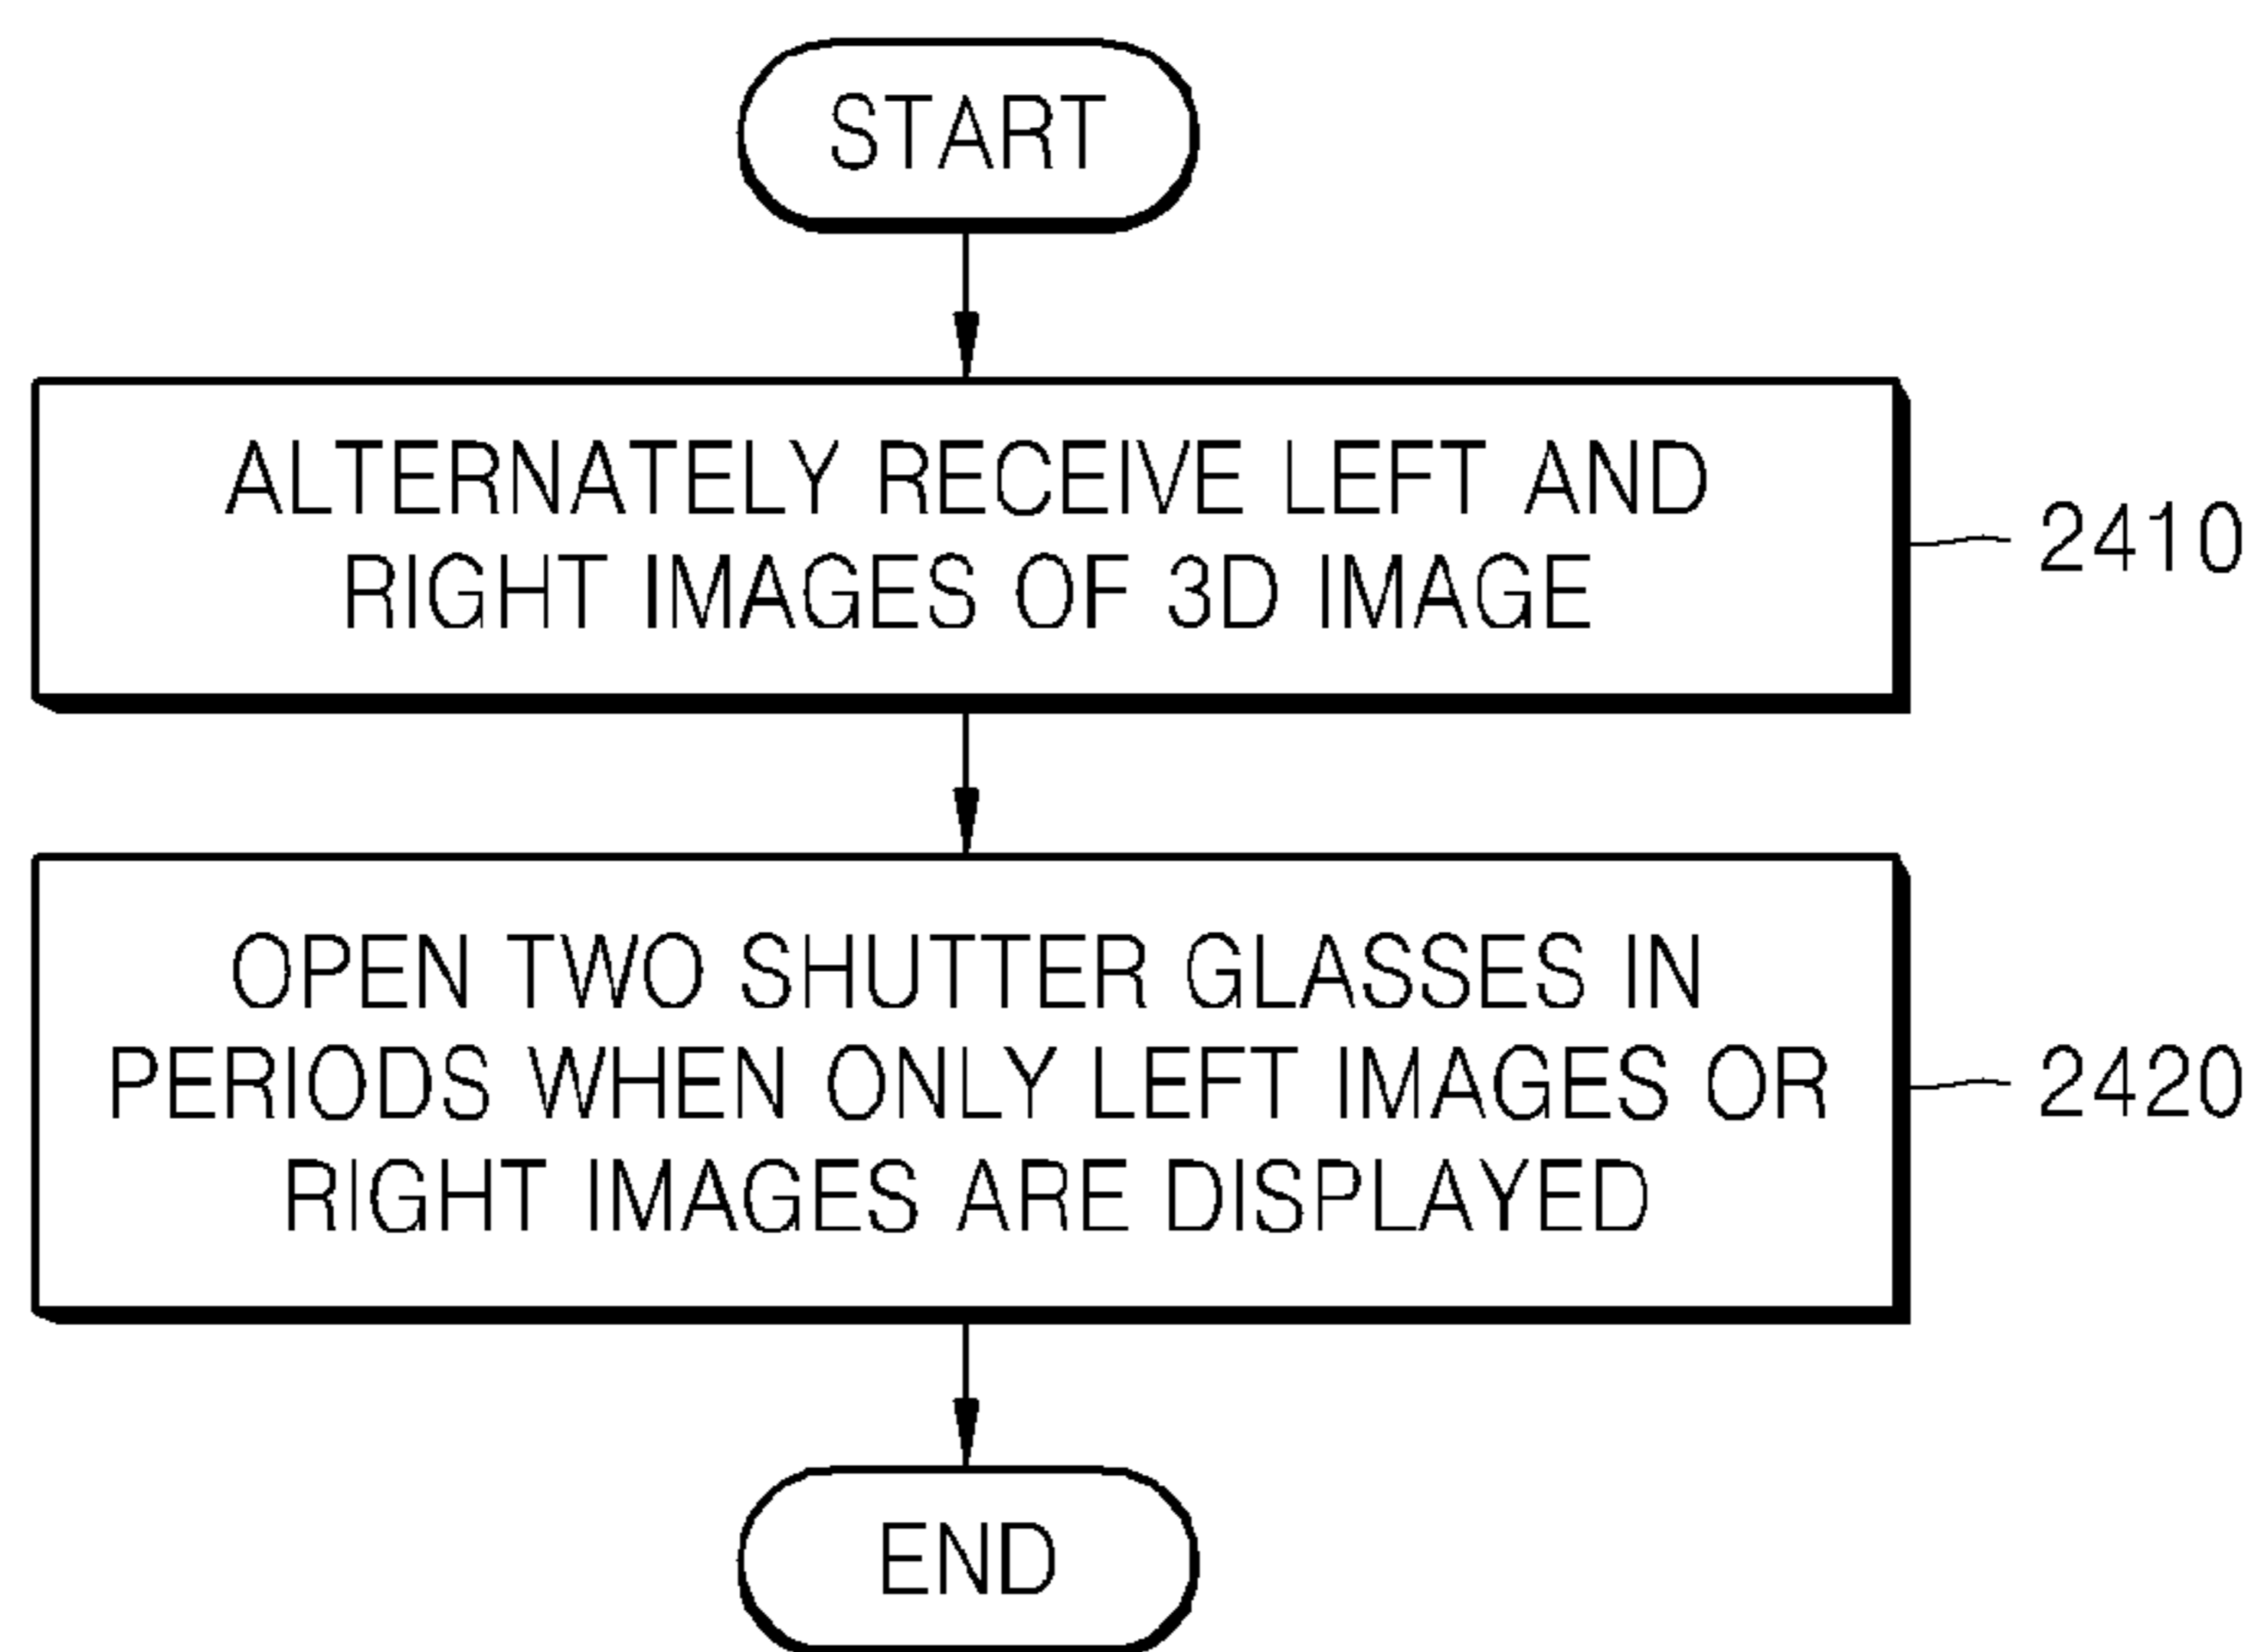 START
ALTERNATELY RECEIVE LEFT AND
RIGHT IMAGES OF 3D IMAGE
2410
OPEN TWO SHUTTER GLASSES IN
PERIODS WHEN ONLY LEFT IMAGES OR
RIGHT IMAGES ARE DISPLAYED
2420
END